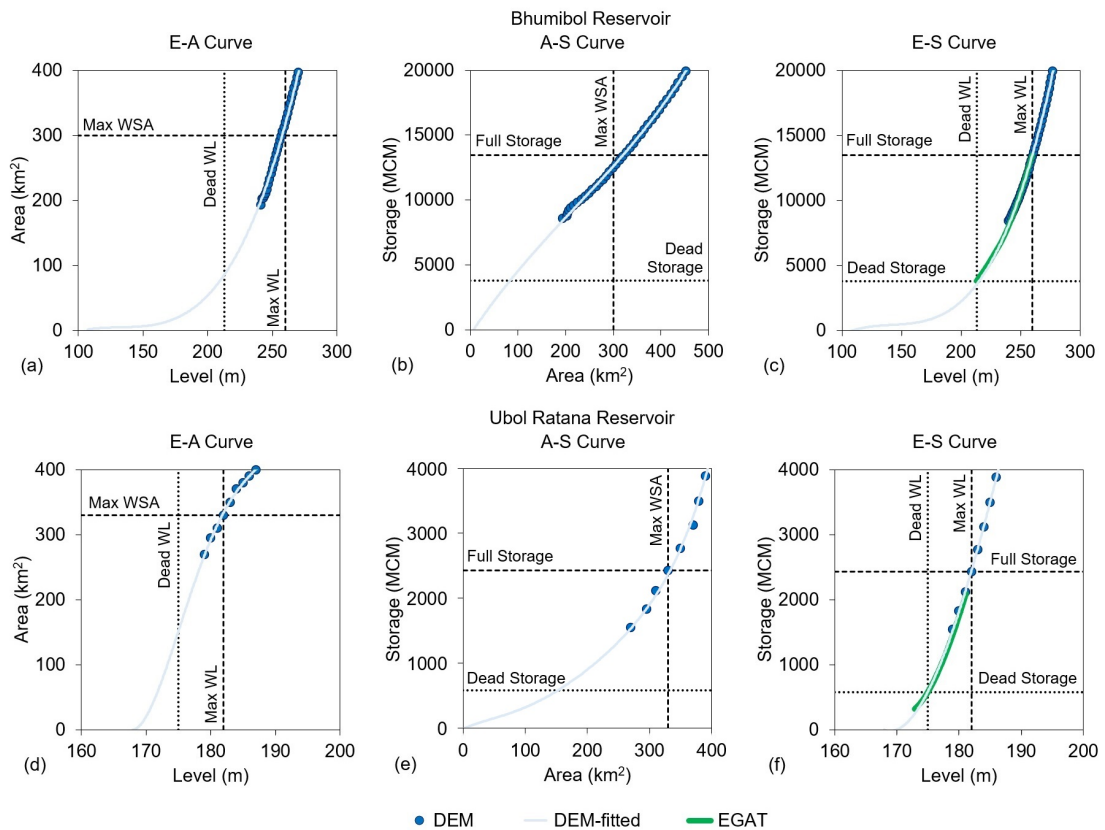 Bhumibol Reservoir
E-A Curve
400
300
200
100
0
100
150
200
250
300
Area (km²)
Level (m)
Max WSA
Dead WL
Max WL
(a)
A-S Curve
20000
15000
10000
5000
0
0
100
200
300
400
500
Storage (MCM)
Area (km²)
Full Storage
Max WSA
Dead
Storage
(b)
E-S Curve
20000
15000
10000
5000
0
100
150
200
250
300
Storage (MCM)
Level (m)
Full Storage
Dead WL
Max WL
Dead Storage
(c)
Ubol Ratana Reservoir
E-A Curve
400
300
200
100
0
160
170
180
190
200
Area (km²)
Level (m)
Max WSA
Dead WL
Max WL
(d)
A-S Curve
4000
3000
2000
1000
0
0
100
200
300
400
Storage (MCM)
Area (km²)
Full Storage
Max WSA
Dead Storage
(e)
E-S Curve
4000
3000
2000
1000
0
160
170
180
190
200
Storage (MCM)
Level (m)
Dead WL
Max WL
Full Storage
Dead Storage
(f)
DEM
DEM-fitted
EGAT